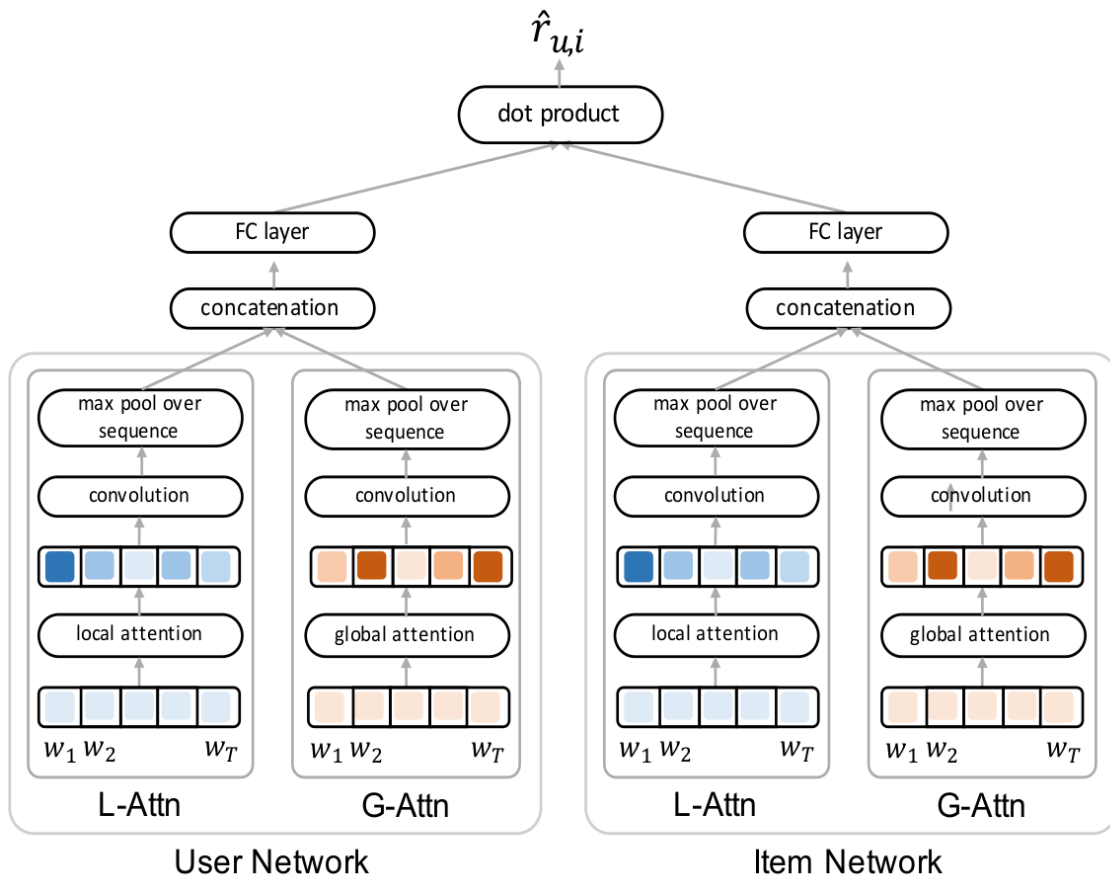 r̂u,i
dot product
FC layer
FC layer
concatenation
concatenation
max pool over
sequence
max pool over
sequence
max pool over
sequence
max pool over
sequence
convolution
convolution
convolution
convolution
local attention
global attention
local attention
global attention
w1 w2 wT
w1 w2 wT
w1 w2 wT
w1 w2 wT
L-Attn
G-Attn
L-Attn
G-Attn
User Network
Item Network